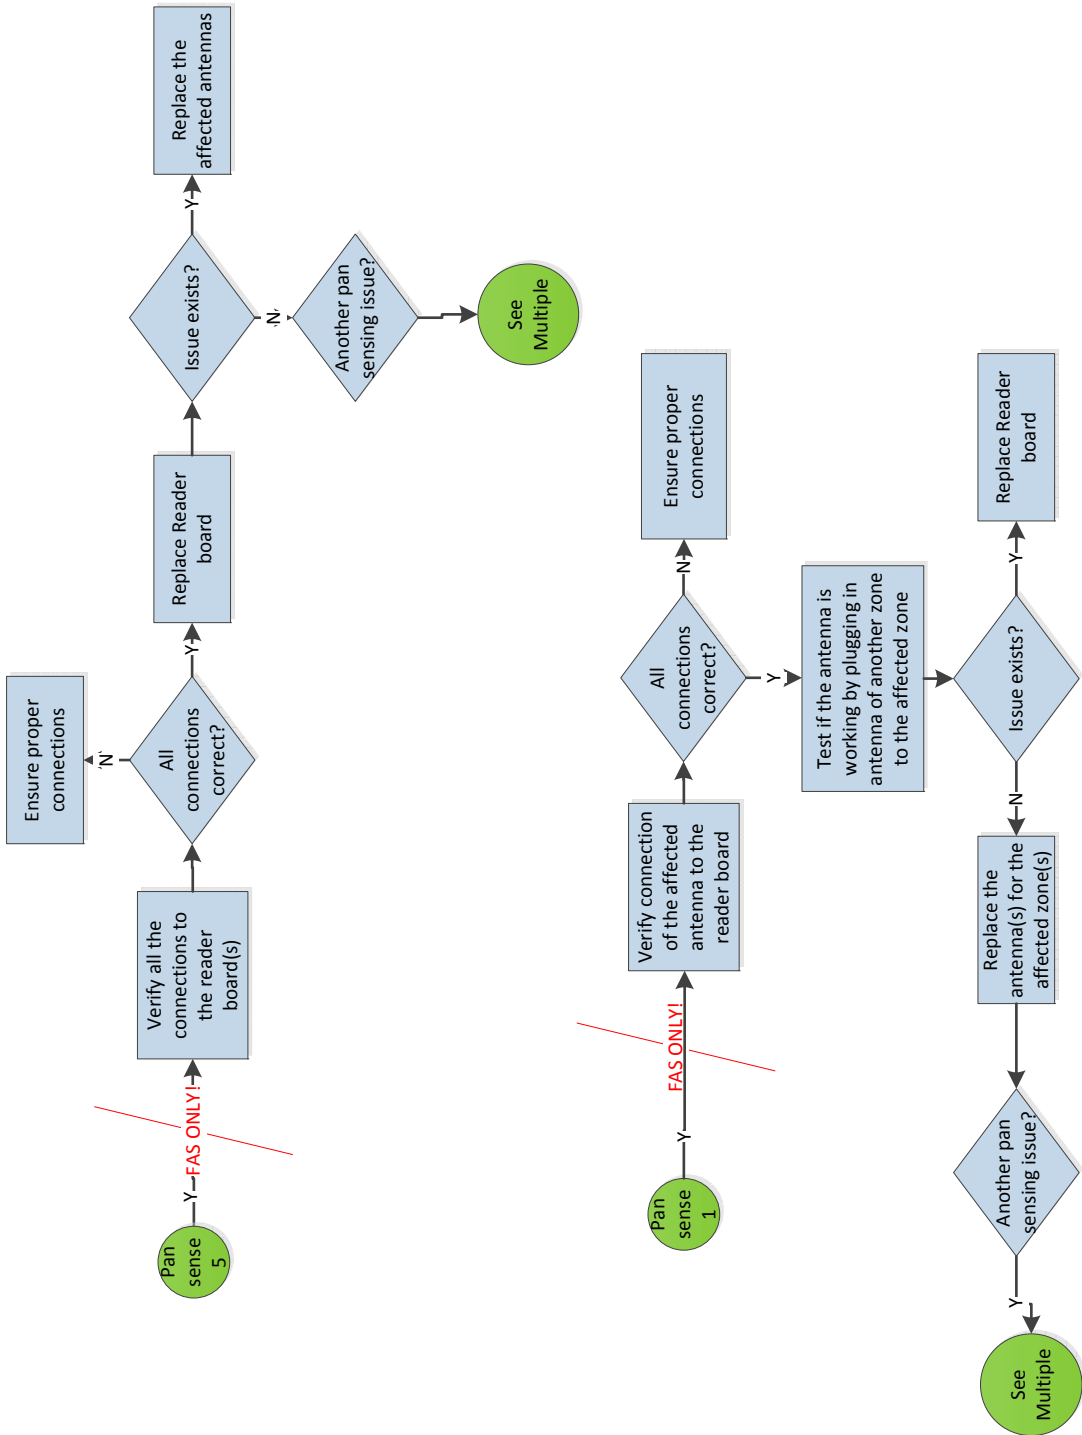 Pan
sense
5
Y
FAS ONLY!
Verify all the
connections to
the reader
board(s)
All
connections
correct?
N
Ensure proper
connections
Y
Replace Reader
board
Issue exists?
Y
Replace the
affected antennas
N
Another pan
sensing issue?
See
Multiple
Pan
sense
1
Y
FAS ONLY!
Verify connection
of the affected
antenna to the
reader board
All
connections
correct?
N
Ensure proper
connections
Y
Test if the antenna is
working by plugging in
antenna of another zone
to the affected zone
Issue exists?
Y
Replace Reader
board
N
Replace the
antenna(s) for the
affected zone(s)
Another pan
sensing issue?
Y
See
Multiple